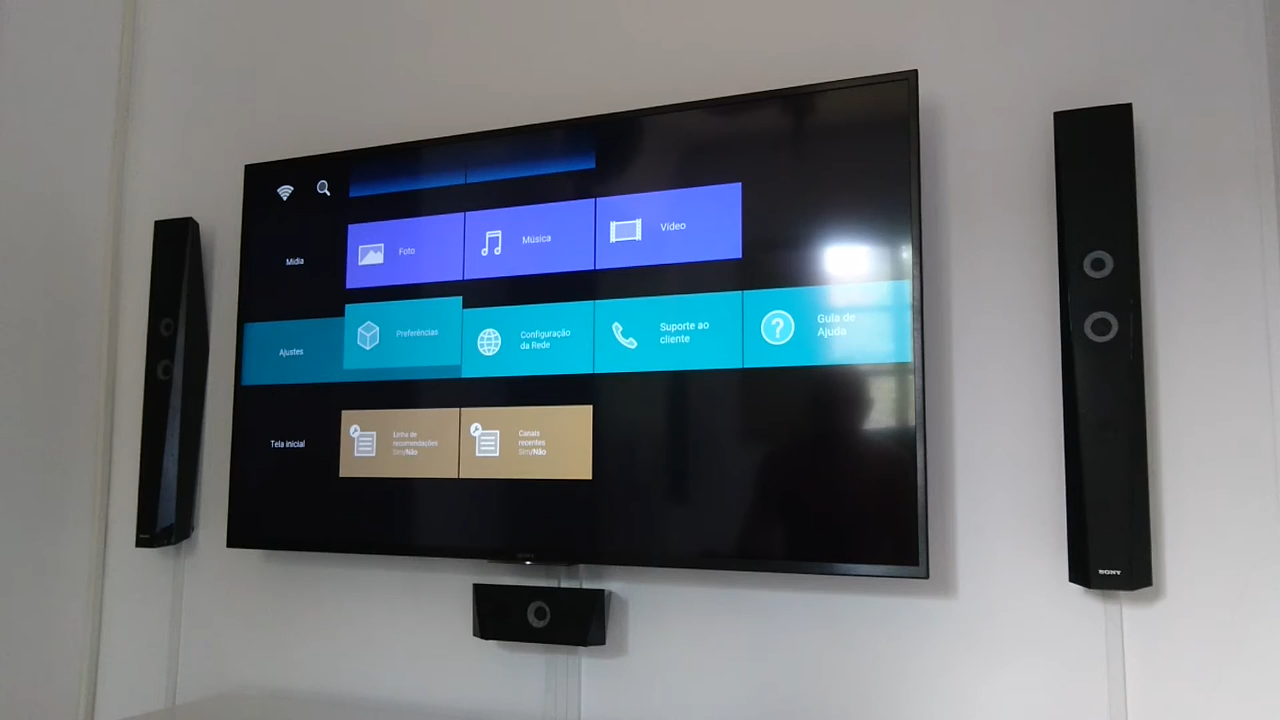 Mídia
Foto
Música
Vídeo
Ajustes
Preferências
Configuração
da Rede
Suporte ao
cliente
?
Guia de
Ajuda
Tela inicial
Linha de
recomendações
Sim/Não
Canais
recentes
Sim/Não
SONY
SONY